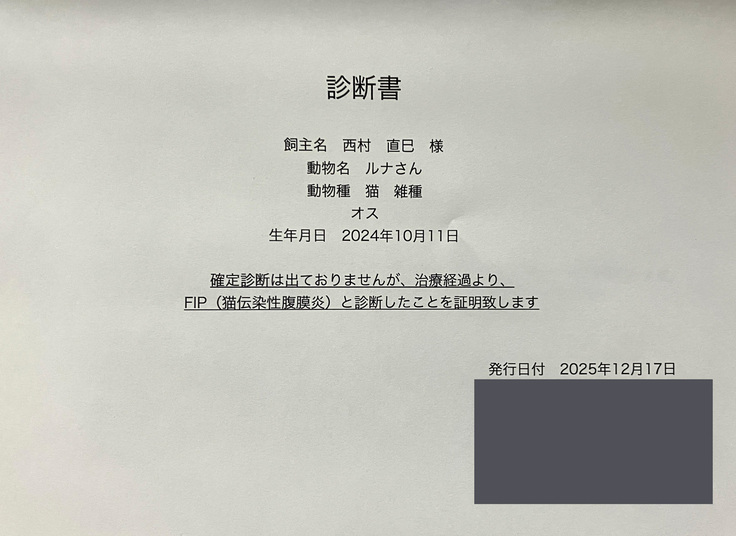 診断書
飼主名　西村　直巳　様
動物名　ルナさん
動物種　猫　雑種
オス
生年月日　2024年10月11日
確定診断は出ておりませんが、治療経過より、
FIP（猫伝染性腹膜炎）と診断したことを証明致します
発行日付　2025年12月17日